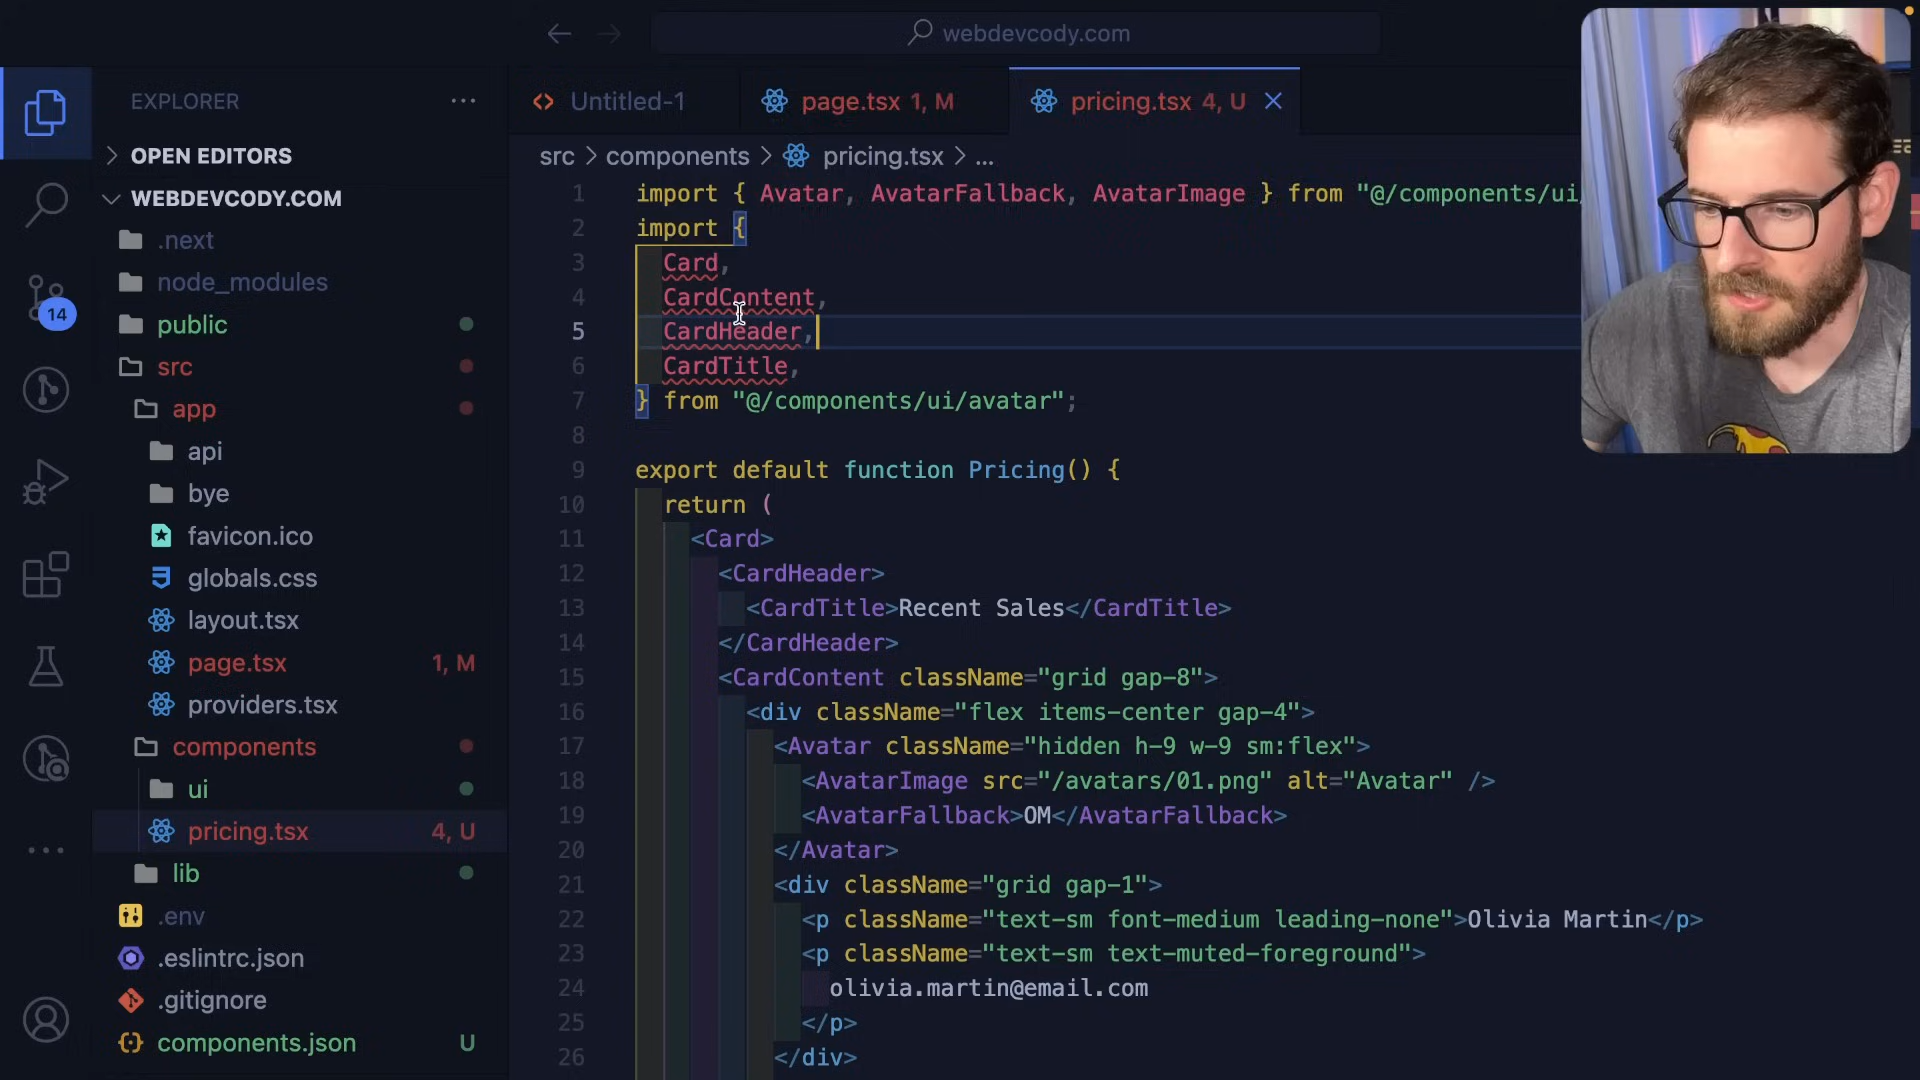 webdevcody.com
EXPLORER
OPEN EDITORS
WEBDEVCODY.COM
.next
node_modules
public
src
app
api
bye
favicon.ico
globals.css
layout.tsx
page.tsx 1, M
providers.tsx
components
ui
pricing.tsx 4, U
lib
.env
.eslintrc.json
.gitignore
components.json U
14
Untitled-1
page.tsx 1, M
pricing.tsx 4, U
src > components > pricing.tsx > ...
1 import { Avatar, AvatarFallback, AvatarImage } from "@/components/ui/
2 import {
3 Card,
4 CardContent,
5 CardHeader,
6 CardTitle,
7 } from "@/components/ui/avatar";
8
9 export default function Pricing() {
10 return (
11 <Card>
12 <CardHeader>
13 <CardTitle>Recent Sales</CardTitle>
14 </CardHeader>
15 <CardContent className="grid gap-8">
16 <div className="flex items-center gap-4">
17 <Avatar className="hidden h-9 w-9 sm:flex">
18 <AvatarImage src="/avatars/01.png" alt="Avatar" />
19 <AvatarFallback>OM</AvatarFallback>
20 </Avatar>
21 <div className="grid gap-1">
22 <p className="text-sm font-medium leading-none">Olivia Martin</p>
23 <p className="text-sm text-muted-foreground">
24 olivia.martin@email.com
25 </p>
26 </div>